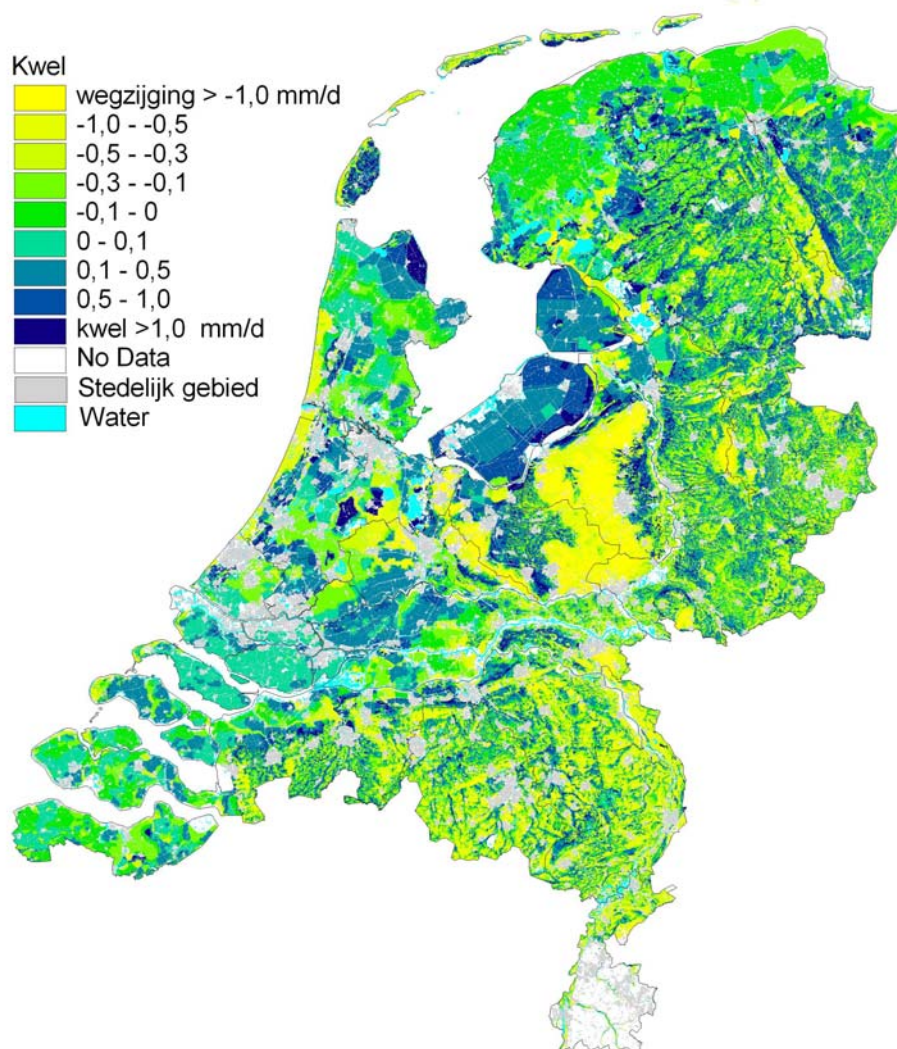 Kwel
wegzijging > -1,0 mm/d
-1,0 - -0,5
-0,5 - -0,3
-0,3 - -0,1
-0,1 - 0
0 - 0,1
0,1 - 0,5
0,5 - 1,0
kwel >1,0 mm/d
No Data
Stedelijk gebied
Water